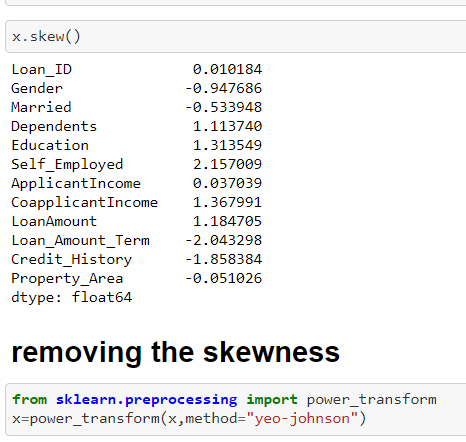 x.skew()
Loan_ID 0.010184
Gender -0.947686
Married -0.533948
Dependents 1.113740
Education 1.313549
Self_Employed 2.157009
ApplicantIncome 0.037039
CoapplicantIncome 1.367991
LoanAmount 1.184705
Loan_Amount_Term -2.043298
Credit_History -1.858384
Property_Area -0.051026
dtype: float64
removing the skewness
from sklearn.preprocessing import power_transform
x=power_transform(x,method="yeo-johnson")